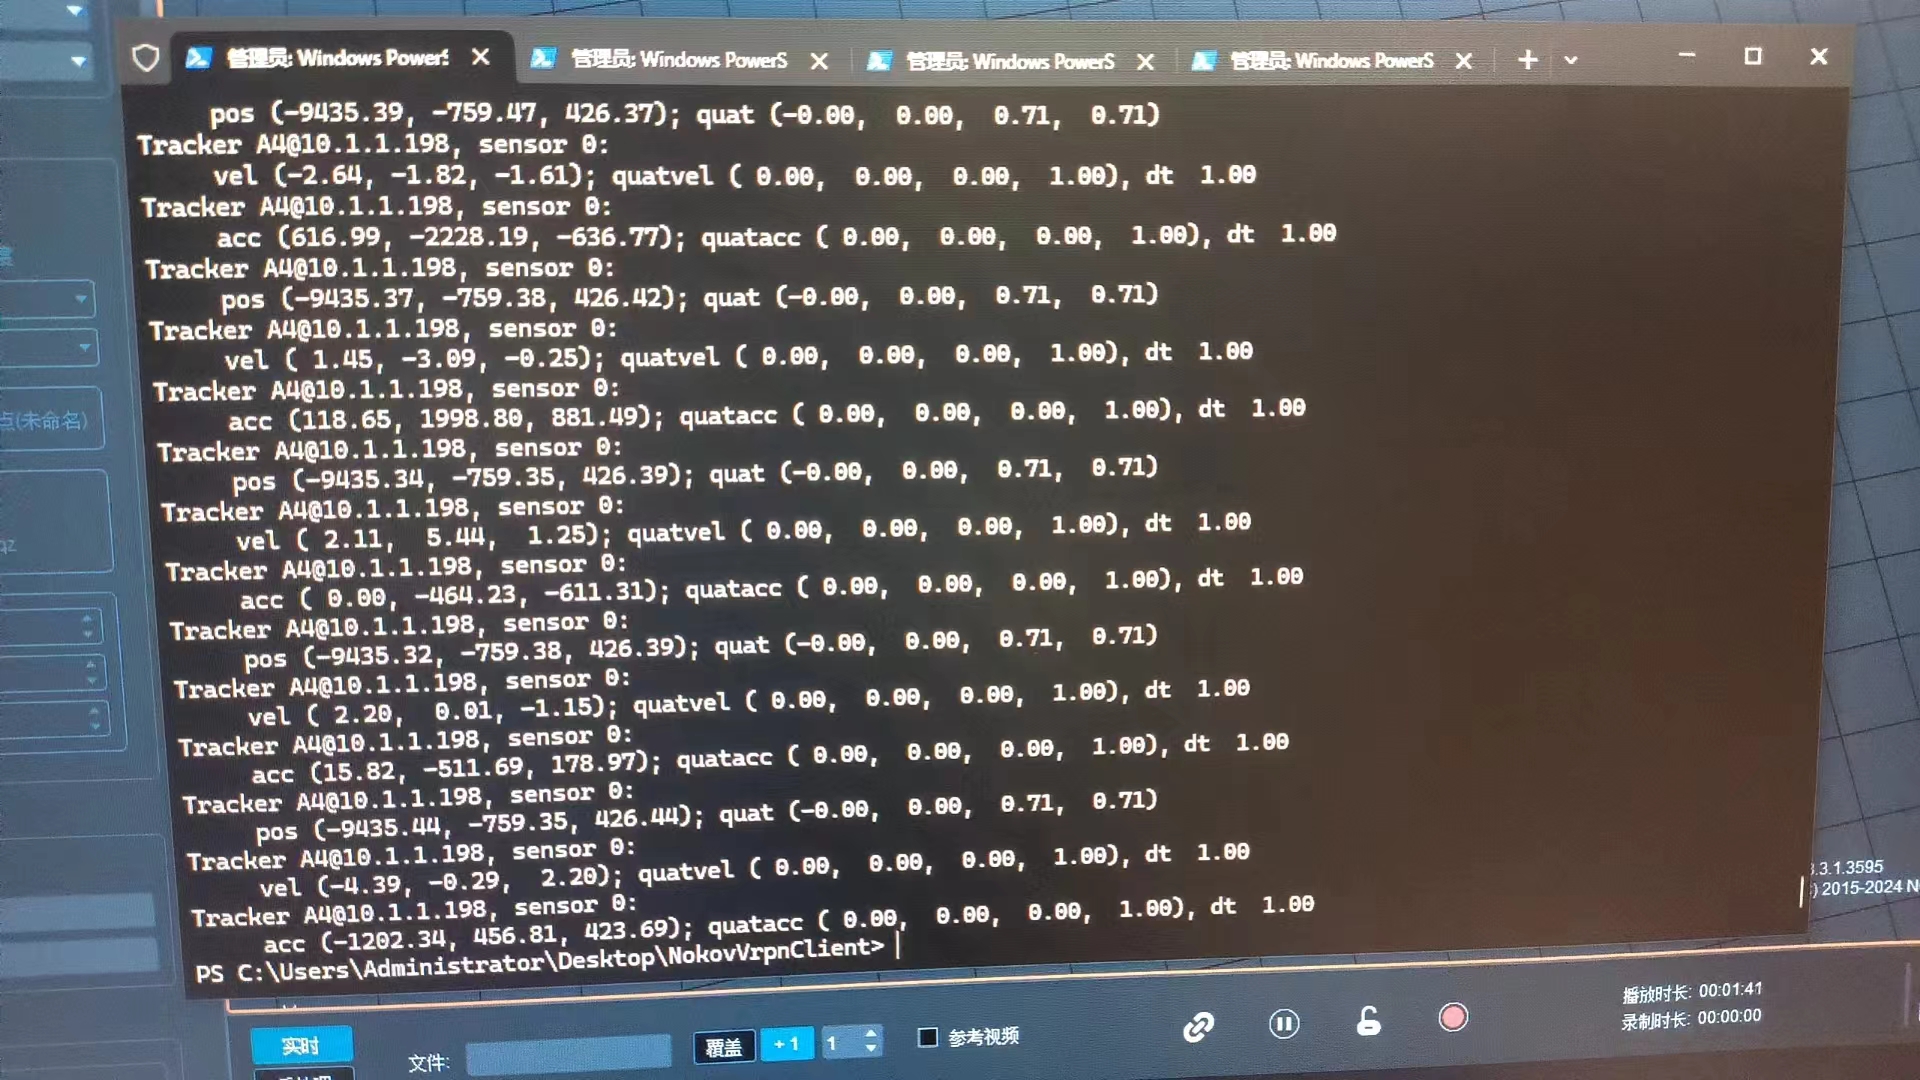 管理员: Windows PowerS
管理员: Windows PowerS
管理员: Windows PowerS
管理员: Windows PowerS
pos (-9435.39, -759.47, 426.37); quat (-0.00, 0.00, 0.71, 0.71)
Tracker A4@10.1.1.198, sensor 0:
vel (-2.64, -1.82, -1.61); quatvel ( 0.00, 0.00, 0.00, 1.00), dt 1.00
Tracker A4@10.1.1.198, sensor 0:
acc (616.99, -2228.19, -636.77); quatacc ( 0.00, 0.00, 0.00, 1.00), dt 1.00
Tracker A4@10.1.1.198, sensor 0:
pos (-9435.37, -759.38, 426.42); quat (-0.00, 0.00, 0.71, 0.71)
Tracker A4@10.1.1.198, sensor 0:
vel ( 1.45, -3.09, -0.25); quatvel ( 0.00, 0.00, 0.00, 1.00), dt 1.00
Tracker A4@10.1.1.198, sensor 0:
acc (118.65, 1998.80, 881.49); quatacc ( 0.00, 0.00, 0.00, 1.00), dt 1.00
Tracker A4@10.1.1.198, sensor 0:
pos (-9435.34, -759.35, 426.39); quat (-0.00, 0.00, 0.71, 0.71)
Tracker A4@10.1.1.198, sensor 0:
vel ( 2.11, 5.44, 1.25); quatvel ( 0.00, 0.00, 0.00, 1.00), dt 1.00
Tracker A4@10.1.1.198, sensor 0:
acc ( 0.00, -464.23, -611.31); quatacc ( 0.00, 0.00, 0.00, 1.00), dt 1.00
Tracker A4@10.1.1.198, sensor 0:
pos (-9435.32, -759.38, 426.39); quat (-0.00, 0.00, 0.71, 0.71)
Tracker A4@10.1.1.198, sensor 0:
vel ( 2.20, 0.01, -1.15); quatvel ( 0.00, 0.00, 0.00, 1.00), dt 1.00
Tracker A4@10.1.1.198, sensor 0:
acc (15.82, -511.69, 178.97); quatacc ( 0.00, 0.00, 0.00, 1.00), dt 1.00
Tracker A4@10.1.1.198, sensor 0:
pos (-9435.44, -759.35, 426.44); quat (-0.00, 0.00, 0.71, 0.71)
Tracker A4@10.1.1.198, sensor 0:
vel (-4.39, -0.29, 2.20); quatvel ( 0.00, 0.00, 0.00, 1.00), dt 1.00
Tracker A4@10.1.1.198, sensor 0:
acc (-1202.34, 456.81, 423.69); quatacc ( 0.00, 0.00, 0.00, 1.00), dt 1.00
PS C:\Users\Administrator\Desktop\NokovVrpnClient>
点(未命名)
qz
3.3.1.3595
) 2015-2024 N
播放时长: 00:01:41
录制时长: 00:00:00
实时
文件:
覆盖
+ 1
1
参考视频